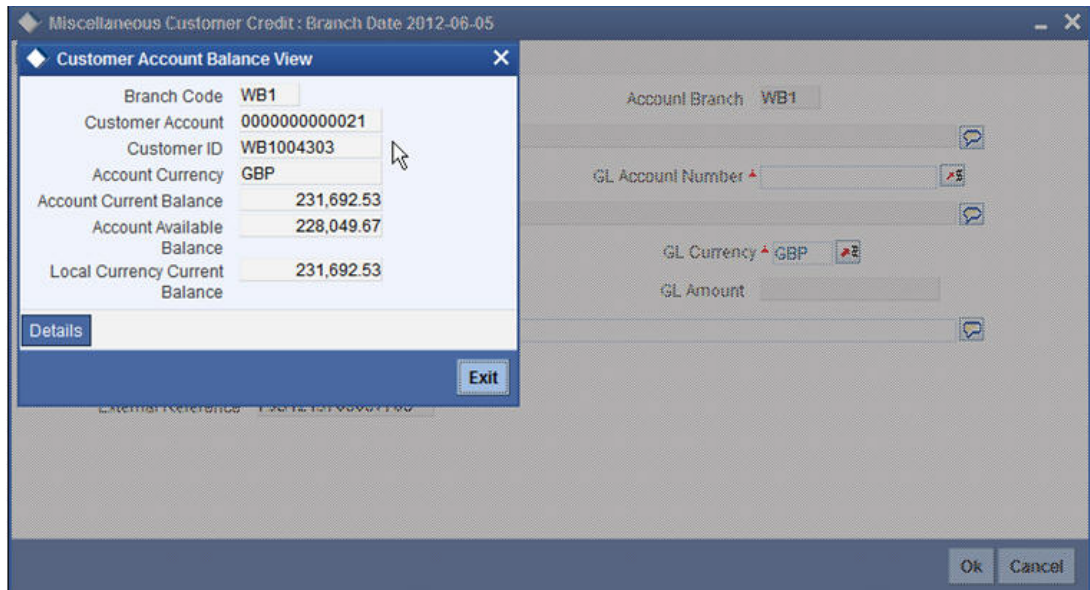 Miscellaneous Customer Credit : Branch Date 2012-06-05
Customer Account Balance View
Branch Code WB1
Customer Account 0000000000021
Customer ID WB1004303
Account Currency GBP
Account Current Balance 231,692.53
Account Available 228,049.67
Balance
Local Currency Current 231,692.53
Balance
Details
Exit
Account Branch WB1
GL Account Number
GL Currency GBP
GL Amount
External Reference
Ok Cancel